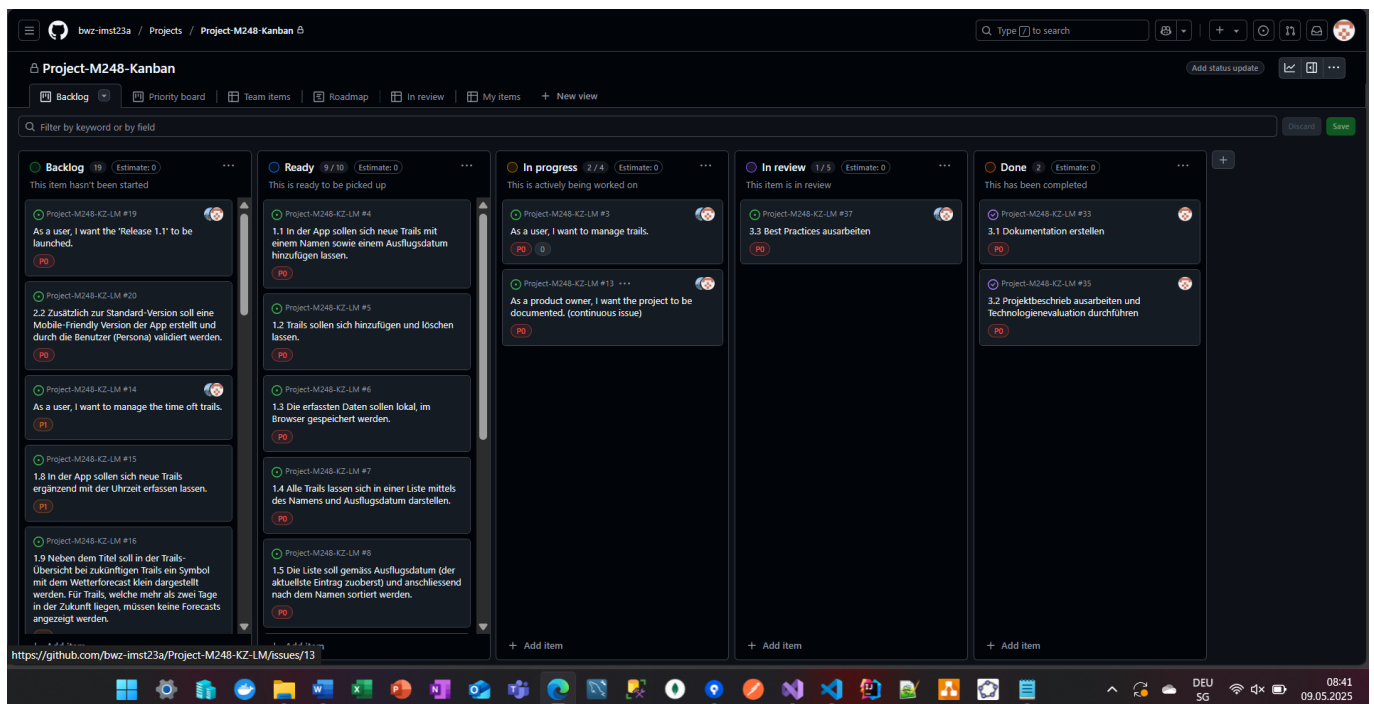 bwz-imst23a / Projects / Project-M248-Kanban
Type / to search
Project-M248-Kanban
Add status update
Backlog
Priority board
Team items
Roadmap
In review
My items
+ New view
Filter by keyword or by field
Discard
Save
Backlog 19 Estimate: 0
This item hasn't been started
Project-M248-KZ-LM #19
As a user, I want the 'Release 1.1' to be
launched.
P0
Project-M248-KZ-LM #20
2.2 Zusätzlich zur Standard-Version soll eine
Mobile-Friendly Version der App erstellt und
durch die Benutzer (Persona) validiert werden.
P0
Project-M248-KZ-LM #14
As a user, I want to manage the time oft trails.
P1
Project-M248-KZ-LM #15
1.8 In der App sollen sich neue Trails
ergänzend mit der Uhrzeit erfassen lassen.
P1
Project-M248-KZ-LM #16
1.9 Neben dem Titel soll in der Trails-
Übersicht bei zukünftigen Trails ein Symbol
mit dem Wetterforecast klein dargestellt
werden. Für Trails, welche mehr als zwei Tage
in der Zukunft liegen, müssen keine Forecasts
angezeigt werden.
Ready 9 / 10 Estimate: 0
This is ready to be picked up
Project-M248-KZ-LM #4
1.1 In der App sollen sich neue Trails mit
einem Namen sowie einem Ausflugsdatum
hinzufügen lassen.
P0
Project-M248-KZ-LM #5
1.2 Trails sollen sich hinzufügen und löschen
lassen.
P0
Project-M248-KZ-LM #6
1.3 Die erfassten Daten sollen lokal, im
Browser gespeichert werden.
P0
Project-M248-KZ-LM #7
1.4 Alle Trails lassen sich in einer Liste mittels
des Namens und Ausflugsdatum darstellen.
P0
Project-M248-KZ-LM #8
1.5 Die Liste soll gemäss Ausflugsdatum (der
aktuellste Eintrag zuoberst) und anschliessend
nach dem Namen sortiert werden.
P0
In progress 2 / 4 Estimate: 0
This is actively being worked on
Project-M248-KZ-LM #3
As a user, I want to manage trails.
P0 0
Project-M248-KZ-LM #13
As a product owner, I want the project to be
documented. (continuous issue)
P0
+ Add item
In review 1 / 5 Estimate: 0
This item is in review
Project-M248-KZ-LM #37
3.3 Best Practices ausarbeiten
P0
+ Add item
Done 2 Estimate: 0
This has been completed
Project-M248-KZ-LM #33
3.1 Dokumentation erstellen
P0
Project-M248-KZ-LM #35
3.2 Projektbeschrieb ausarbeiten und
Technologienevaluation durchführen
P0
+ Add item
https://github.com/bwz-imst23a/Project-M248-KZ-LM/issues/13
DEU
SG
08:41
09.05.2025